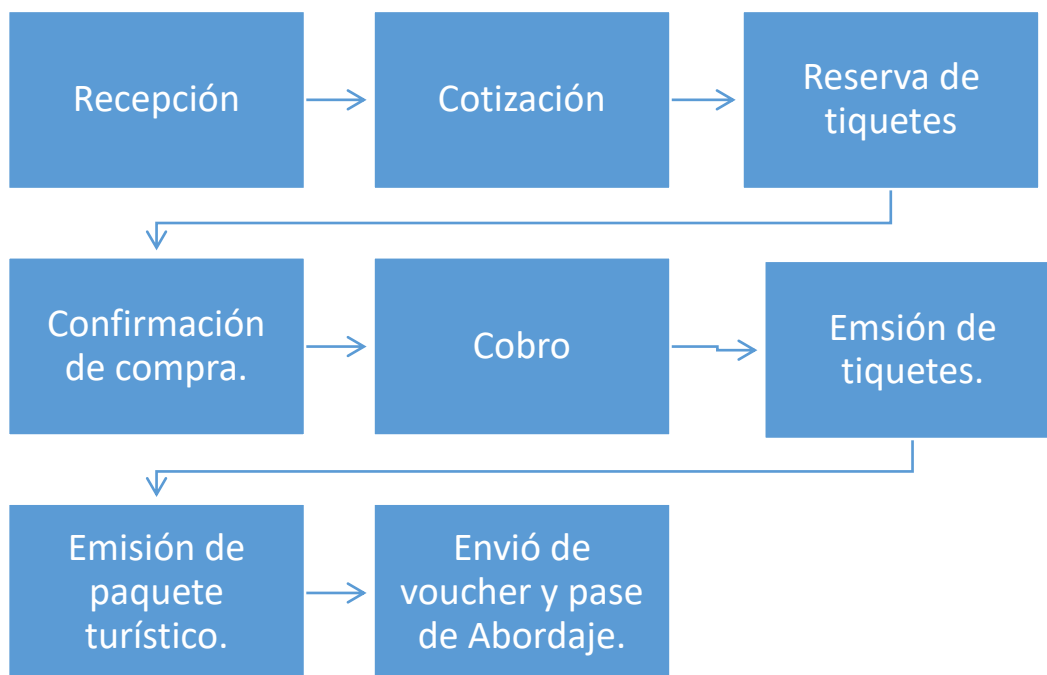 Recepción
Cotización
Reserva de
tiquetes
Confirmación
de compra.
Cobro
Emsión de
tiquetes.
Emisión de
paquete
turístico.
Envió de
voucher y pase
de Abordaje.